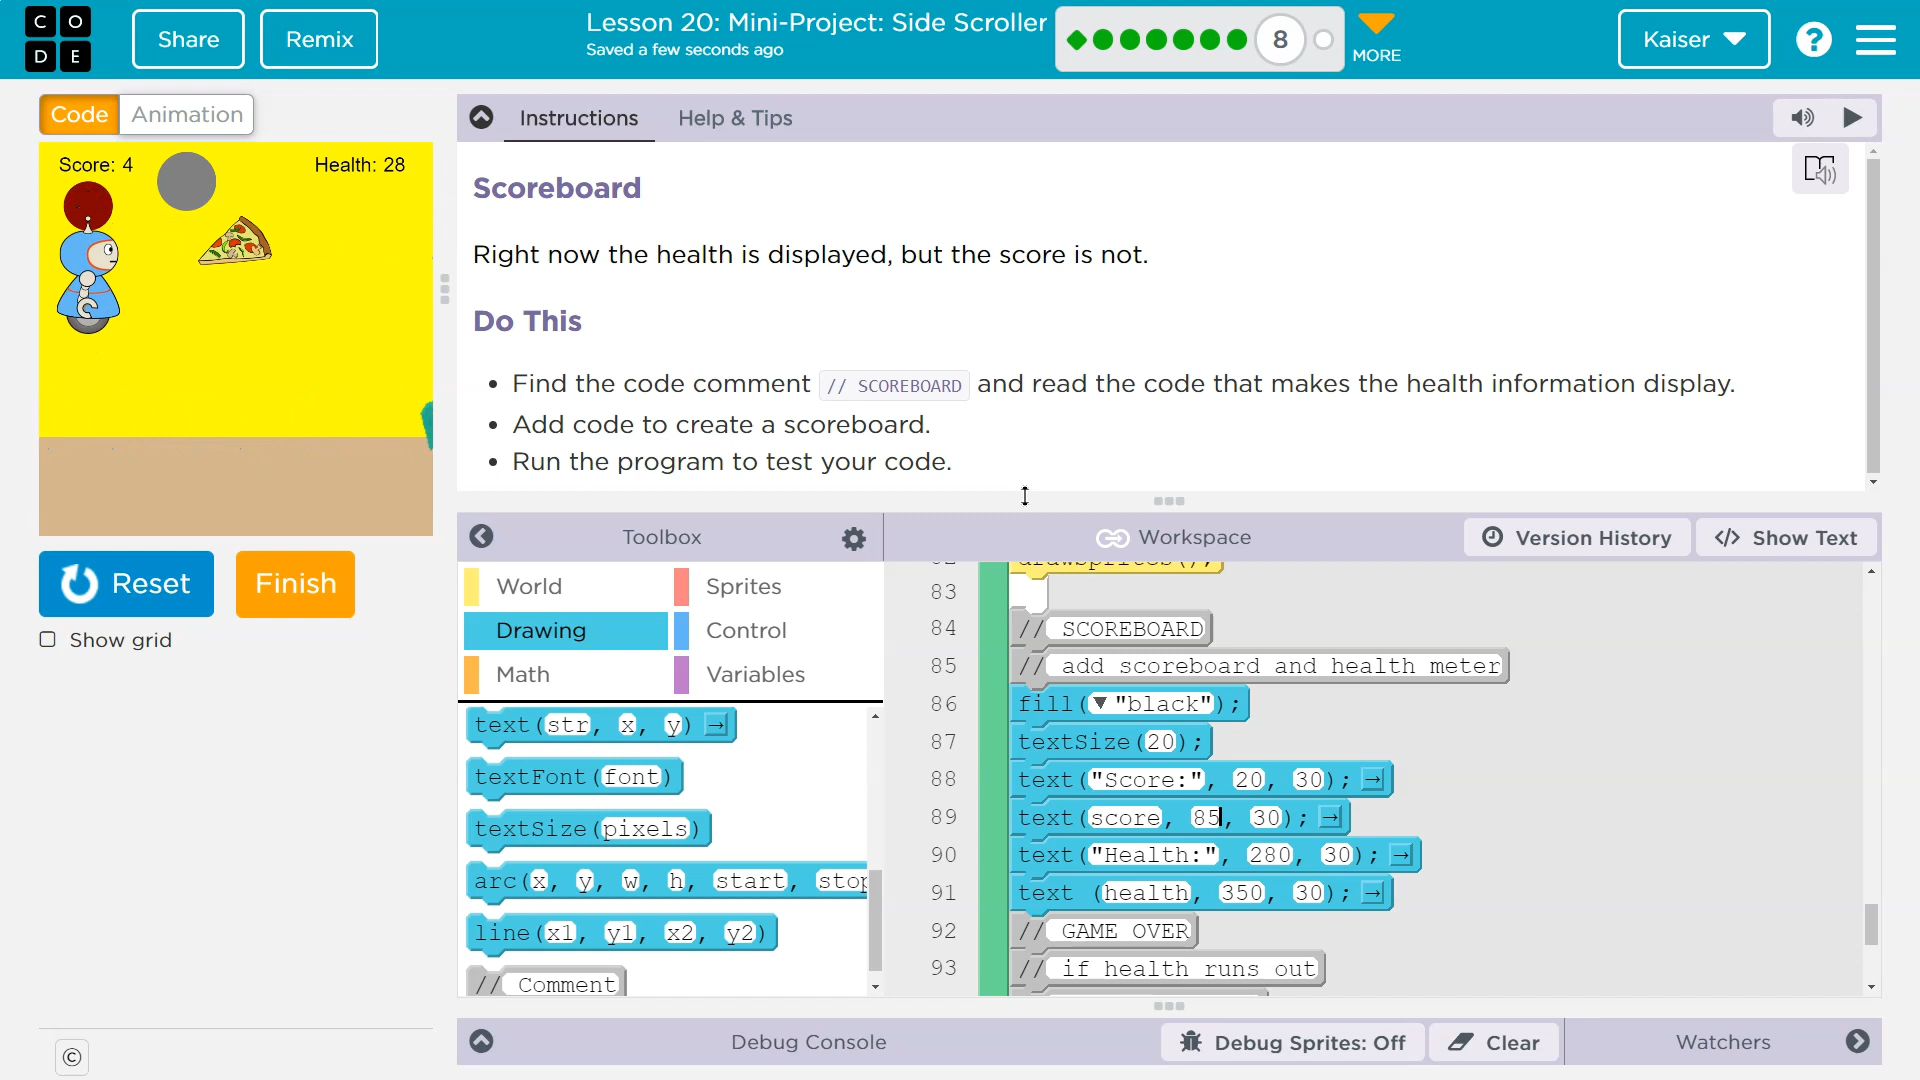 CODE
Share
Remix
Lesson 20: Mini-Project: Side Scroller
Saved a few seconds ago
8
MORE
Kaiser
?
Code
Animation
Score: 4
Health: 28
Reset
Finish
Show grid
©
Instructions
Help & Tips
Scoreboard
Right now the health is displayed, but the score is not.
Do This
• Find the code comment // SCOREBOARD and read the code that makes the health information display.
• Add code to create a scoreboard.
• Run the program to test your code.
Toolbox
Workspace
Version History
</> Show Text
World
Sprites
Drawing
Control
Math
Variables
text(str, x, y)
textFont(font)
textSize(pixels)
arc(x, y, w, h, start, stop
line(x1, y1, x2, y2)
// Comment
82 drawSprites();
83
84 // SCOREBOARD
85 // add scoreboard and health meter
86 fill("black");
87 textSize(20);
88 text("Score:", 20, 30);
89 text(score, 85, 30);
90 text("Health:", 280, 30);
91 text (health, 350, 30);
92 // GAME OVER
93 // if health runs out
Debug Console
Debug Sprites: Off
Clear
Watchers